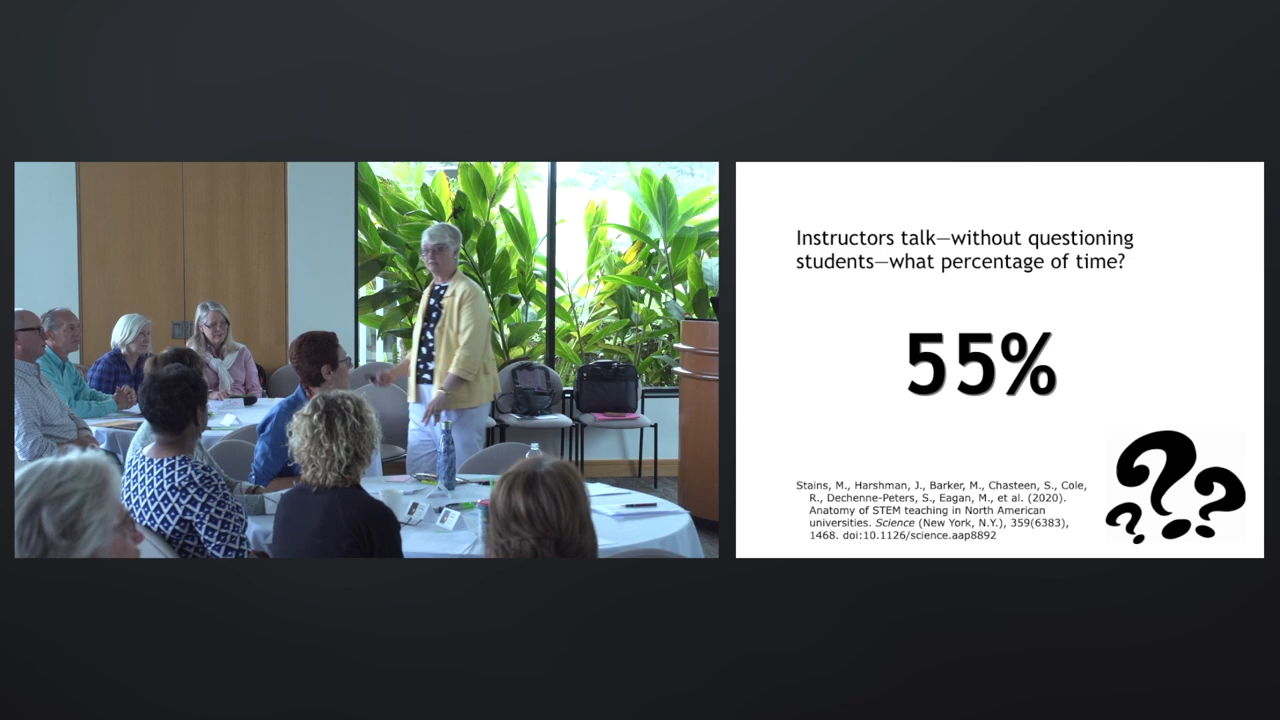 Instructors talk—without questioning
students—what percentage of time?
55%
Stains, M., Harshman, J., Barker, M., Chasteen, S., Cole,
R., Dechenne-Peters, S., Eagan, M., et al. (2020).
Anatomy of STEM teaching in North American
universities. Science (New York, N.Y.), 359(6383),
1468. doi:10.1126/science.aap8892
???